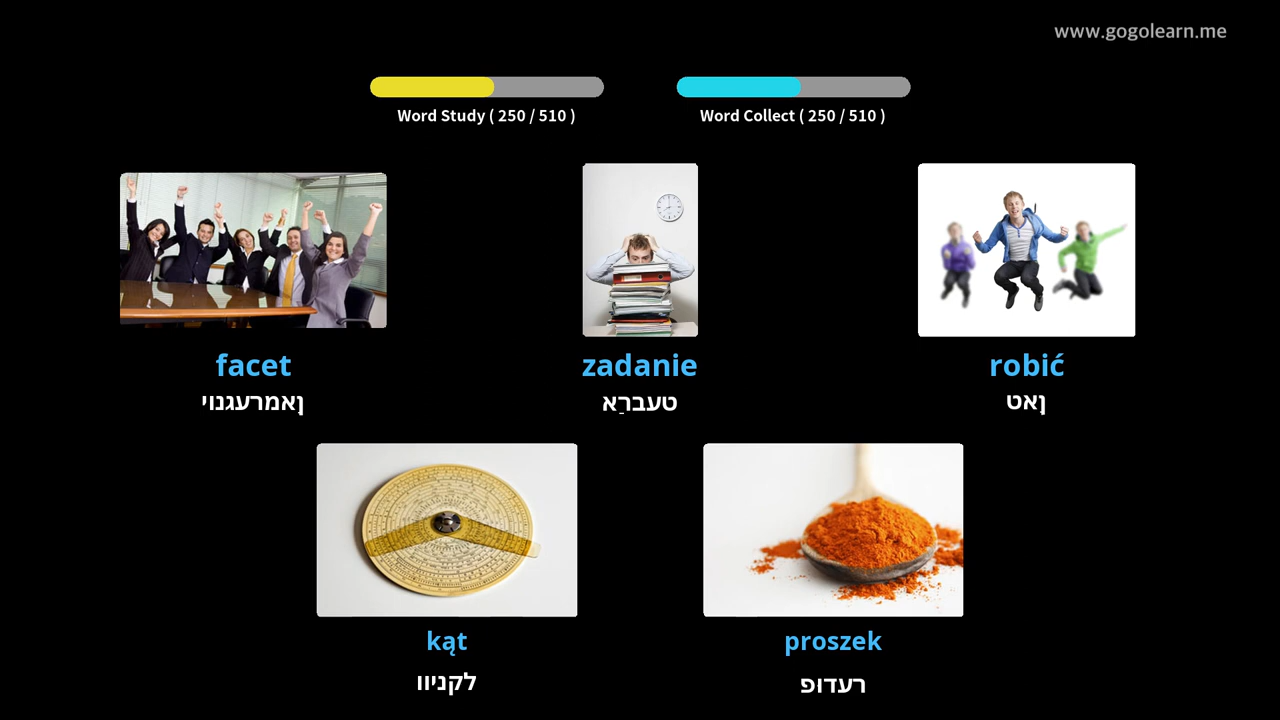 www.gogolearn.me
Word Study ( 250 / 510 )
Word Collect ( 250 / 510 )
facet
ןָאמרעגנוי
zadanie
טעברַא
robić
ןָאט
kąt
לקניוו
proszek
רעדוּפ